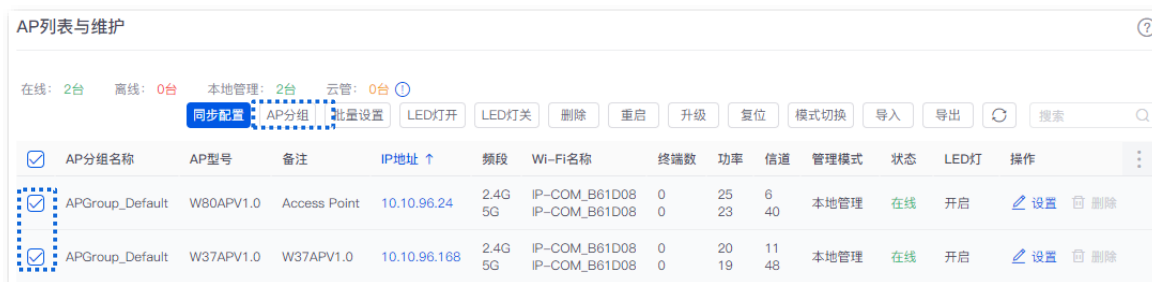 AP列表与维护
在线： 2台 离线： 0台 本地管理： 2台 云管： 0台
同步配置 AP分组 批量设置 LED灯开 LED灯关 删除 重启 升级 复位 模式切换 导入 导出 搜索
AP分组名称 AP型号 备注 IP地址 ↑ 频段 Wi-Fi名称 终端数 功率 信道 管理模式 状态 LED灯 操作
APGroup_Default W80APV1.0 Access Point 10.10.96.24 2.4G IP-COM_B61D08 0 25 6 本地管理 在线 开启 设置 删除
5G IP-COM_B61D08 0 23 40
APGroup_Default W37APV1.0 W37APV1.0 10.10.96.168 2.4G IP-COM_B61D08 0 20 11 本地管理 在线 开启 设置 删除
5G IP-COM_B61D08 0 19 48